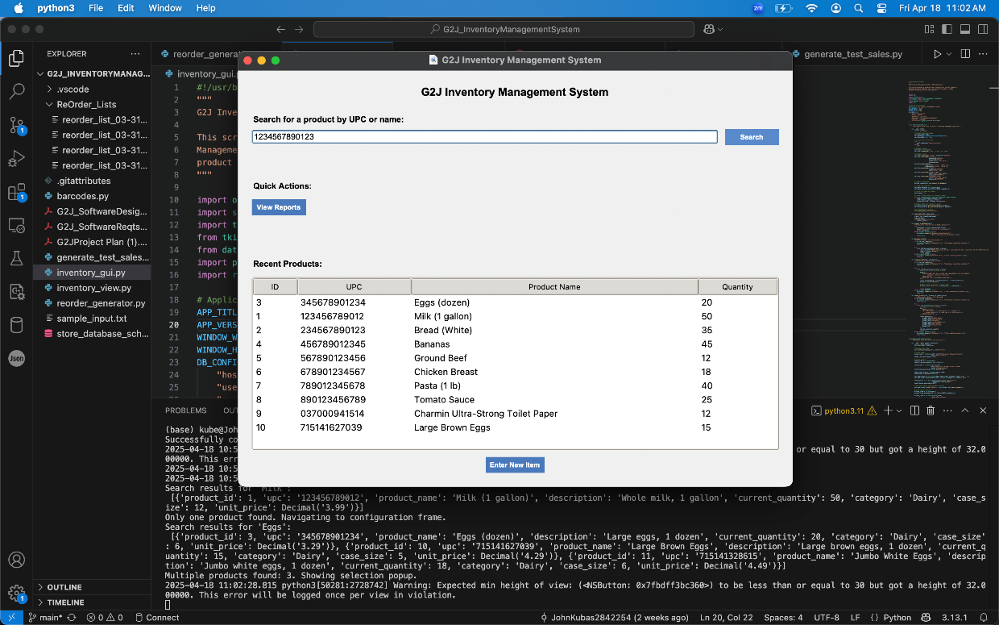 python3 File Edit Window Help zm Fri Apr 18 11:02 AM
G2J_InventoryManagementSystem
EXPLORER
reorder_genera
generate_test_sales.py
G2J Inventory Management System
G2J_INVENTORYMANAG...
.vscode
ReOrder_Lists
reorder_list_03-31...
reorder_list_03-31...
reorder_list_03-31...
reorder_list_03-31...
.gitattributes
barcodes.py
G2J_SoftwareDesig...
G2J_SoftwareReqts...
G2JProject Plan (1)....
generate_test_sales...
inventory_gui.py
inventory_view.py
reorder_generator.py
sample_input.txt
store_database_sch...
OUTLINE
TIMELINE
1
1
1
Json
inventory_gui.
1 #!/usr/b
2 """
3 G2J Inve
4
5 This scr
6 Manageme
7 product
8 """
9
10 import o
11 import s
12 import t
13 from tki
14 from dat
15 import p
16 import r
17
18 # Applic
19 APP_TITL
20 APP_VERS
21 WINDOW_W
22 WINDOW_H
23 DB_CONFI
24 "hos
25 "use
G2J Inventory Management System
Search for a product by UPC or name:
1234567890123 Search
Quick Actions:
View Reports
Recent Products:
ID UPC Product Name Quantity
3 345678901234 Eggs (dozen) 20
1 123456789012 Milk (1 gallon) 50
2 234567890123 Bread (White) 35
4 456789012345 Bananas 45
5 567890123456 Ground Beef 12
6 678901234567 Chicken Breast 18
7 789012345678 Pasta (1 lb) 40
8 890123456789 Tomato Sauce 25
9 037000941514 Charmin Ultra-Strong Toilet Paper 12
10 715141627039 Large Brown Eggs 15
Enter New Item
PROBLEMS OU
python3.11
(base) kube@Joh
Successfully co
2025-04-18 10:5 or equal to 30 but got a height of 32.0
00000. This err
2025-04-18 10:5
2025-04-18 10:5
Search results for 'Milk':
[{'product_id': 1, 'upc': '123456789012', 'product_name': 'Milk (1 gallon)', 'description': 'Whole milk, 1 gallon', 'current_quantity': 50, 'category': 'Dairy', 'case_s
ize': 12, 'unit_price': Decimal('3.99')}]
Only one product found. Navigating to configuration frame.
Search results for 'Eggs':
[{'product_id': 3, 'upc': '345678901234', 'product_name': 'Eggs (dozen)', 'description': 'Large eggs, 1 dozen', 'current_quantity': 20, 'category': 'Dairy', 'case_size'
: 6, 'unit_price': Decimal('3.29')}, {'product_id': 10, 'upc': '715141627039', 'product_name': 'Large Brown Eggs', 'description': 'Large brown eggs, 1 dozen', 'current_q
uantity': 15, 'category': 'Dairy', 'case_size': 5, 'unit_price': Decimal('4.29')}, {'product_id': 11, 'upc': '715141328615', 'product_name': 'Jumbo White Eggs', 'descrip
tion': 'Jumbo white eggs, 1 dozen', 'current_quantity': 18, 'category': 'Dairy', 'case_size': 6, 'unit_price': Decimal('4.49')}]
Multiple products found: 3. Showing selection popup.
2025-04-18 11:02:28.815 python3[50281:2728742] Warning: Expected min height of view: (<NSButton: 0x7fbdff3bc360>) to be less than or equal to 30 but got a height of 32.0
00000. This error will be logged once per view in violation.
main* 0 0 Connect JohnKubas2842254 (2 weeks ago) Ln 20, Col 22 Spaces: 4 UTF-8 LF {} Python 3.13.1